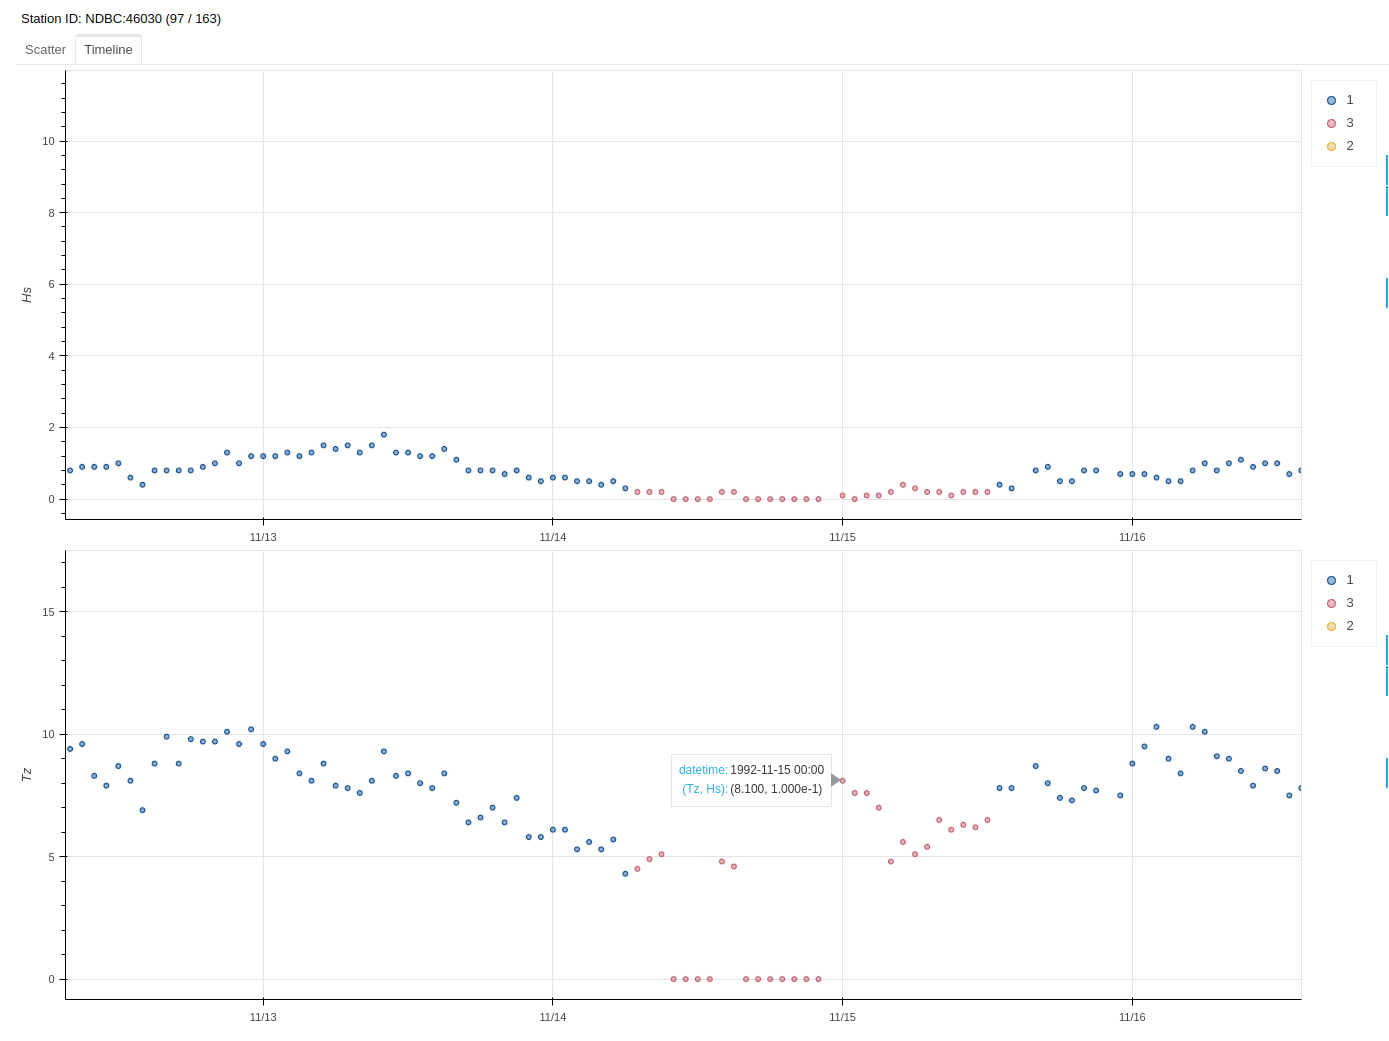 Station ID: NDBC:46030 (97 / 163)
Scatter Timeline
10
8
6
4
2
0
Hs
11/13 11/14 11/15 11/16
1
3
2
15
10
5
0
Tz
datetime: 1992-11-15 00:00
(Tz, Hs): (8.100, 1.000e-1)
11/13 11/14 11/15 11/16
1
3
2